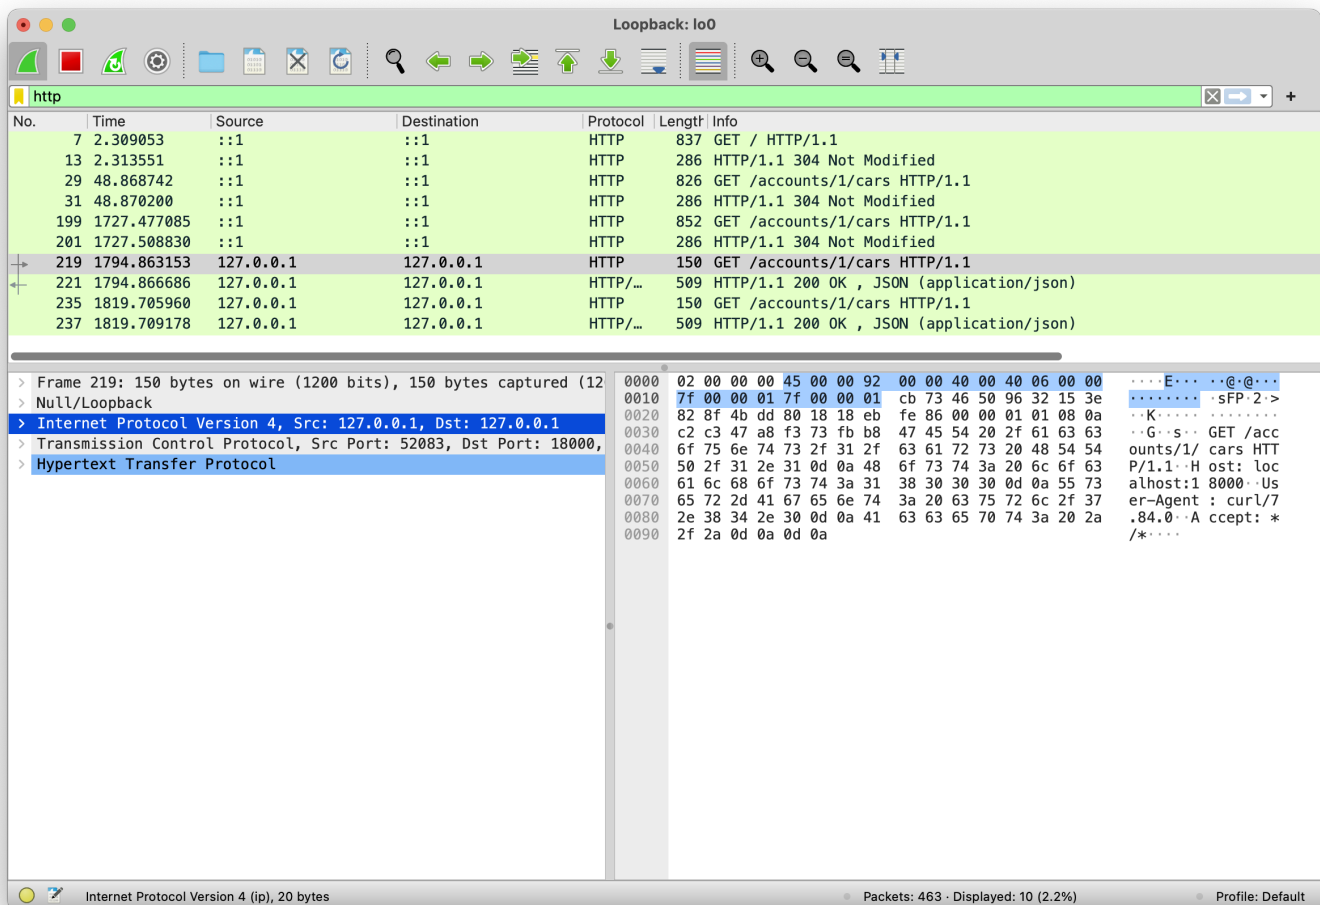 Loopback: lo0
http
No. Time Source Destination Protocol Length Info
7 2.309053 ::1 ::1 HTTP 837 GET / HTTP/1.1
13 2.313551 ::1 ::1 HTTP 286 HTTP/1.1 304 Not Modified
29 48.868742 ::1 ::1 HTTP 826 GET /accounts/1/cars HTTP/1.1
31 48.870200 ::1 ::1 HTTP 286 HTTP/1.1 304 Not Modified
199 1727.477085 ::1 ::1 HTTP 852 GET /accounts/1/cars HTTP/1.1
201 1727.508830 ::1 ::1 HTTP 286 HTTP/1.1 304 Not Modified
219 1794.863153 127.0.0.1 127.0.0.1 HTTP 150 GET /accounts/1/cars HTTP/1.1
221 1794.866686 127.0.0.1 127.0.0.1 HTTP/… 509 HTTP/1.1 200 OK , JSON (application/json)
235 1819.705960 127.0.0.1 127.0.0.1 HTTP 150 GET /accounts/1/cars HTTP/1.1
237 1819.709178 127.0.0.1 127.0.0.1 HTTP/… 509 HTTP/1.1 200 OK , JSON (application/json)
Frame 219: 150 bytes on wire (1200 bits), 150 bytes captured (12
Null/Loopback
Internet Protocol Version 4, Src: 127.0.0.1, Dst: 127.0.0.1
Transmission Control Protocol, Src Port: 52083, Dst Port: 18000,
Hypertext Transfer Protocol
0000 02 00 00 00 45 00 00 92 00 00 40 00 40 06 00 00 ····E··· ··@·@···
0010 7f 00 00 01 7f 00 00 01 cb 73 46 50 96 32 15 3e ········ ·sFP·2·>
0020 82 8f 4b dd 80 18 18 eb fe 86 00 00 01 01 08 0a ··K····· ········
0030 c2 c3 47 a8 f3 73 fb b8 47 45 54 20 2f 61 63 63 ··G··s·· GET /acc
0040 6f 75 6e 74 73 2f 31 2f 63 61 72 73 20 48 54 54 ounts/1/ cars HTT
0050 50 2f 31 2e 31 0d 0a 48 6f 73 74 3a 20 6c 6f 63 P/1.1··H ost: loc
0060 61 6c 68 6f 73 74 3a 31 38 30 30 30 0d 0a 55 73 alhost:1 8000··Us
0070 65 72 2d 41 67 65 6e 74 3a 20 63 75 72 6c 2f 37 er-Agent : curl/7
0080 2e 38 34 2e 30 0d 0a 41 63 63 65 70 74 3a 20 2a .84.0··A ccept: *
0090 2f 2a 0d 0a 0d 0a /*····
Internet Protocol Version 4 (ip), 20 bytes
Packets: 463 · Displayed: 10 (2.2%)
Profile: Default